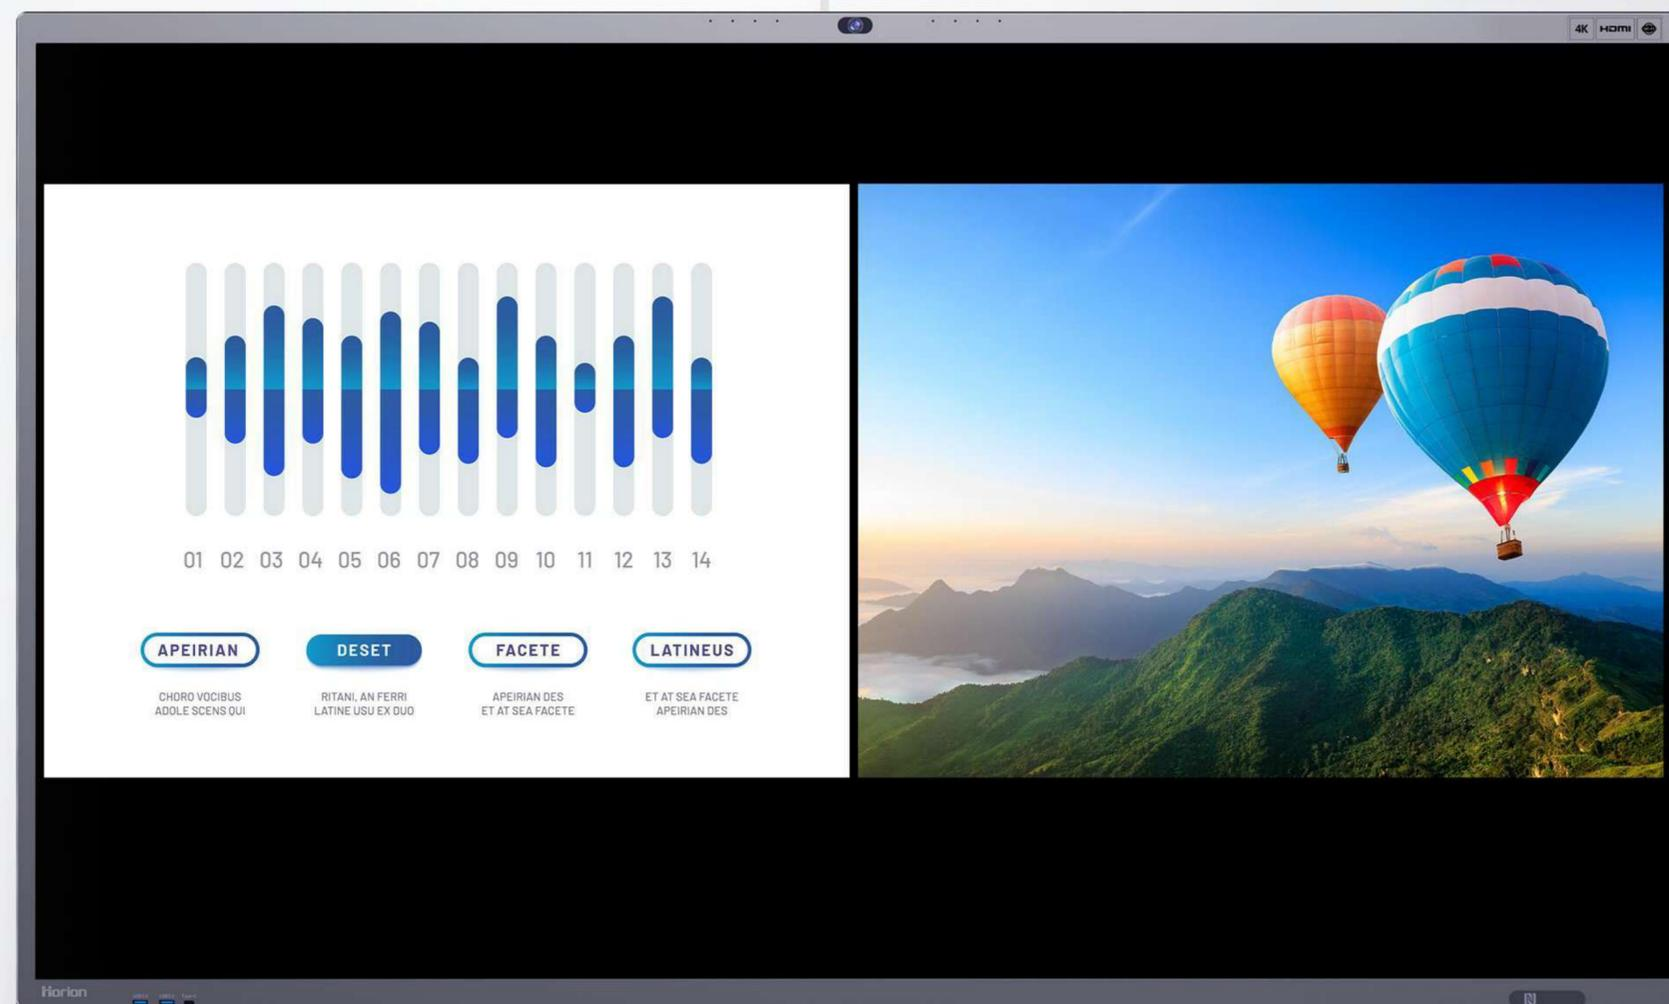 4K HDMI
01 02 03 04 05 06 07 08 09 10 11 12 13 14
APEIRIAN DESET FACETE LATINEUS
CHORO VOCIBUS
ADOLE SCENS QUI
RITANI, AN FERRI
LATINE USU EX DUO
APEIRIAN DES
ET AT SEA FACETE
ET AT SEA FACETE
APEIRIAN DES
Horion